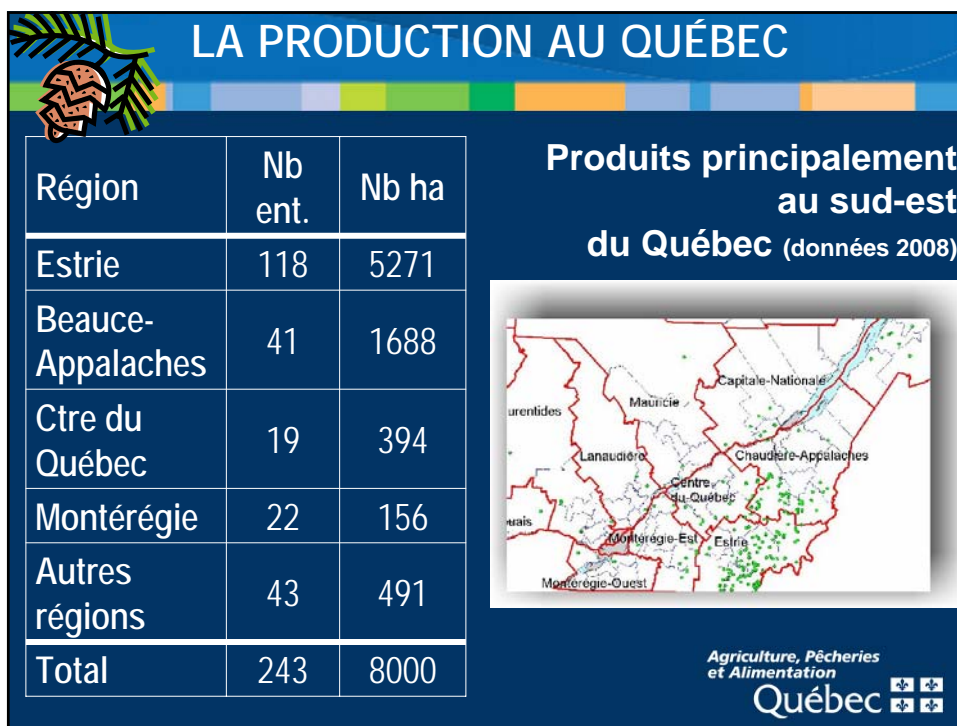 LA PRODUCTION AU QUÉBEC
Région Nb ent. Nb ha
Estrie 118 5271
Beauce-Appalaches 41 1688
Ctre du Québec 19 394
Montérégie 22 156
Autres régions 43 491
Total 243 8000
Produits principalement
au sud-est
du Québec (données 2008)
Capitale-Nationale
Mauricie
urentides
Lanaudière
Chaudière-Appalaches
Centre
du-Québec
uais
Montérégie-Est
Estrie
Montérégie-Ouest
Agriculture, Pêcheries
et Alimentation
Québec